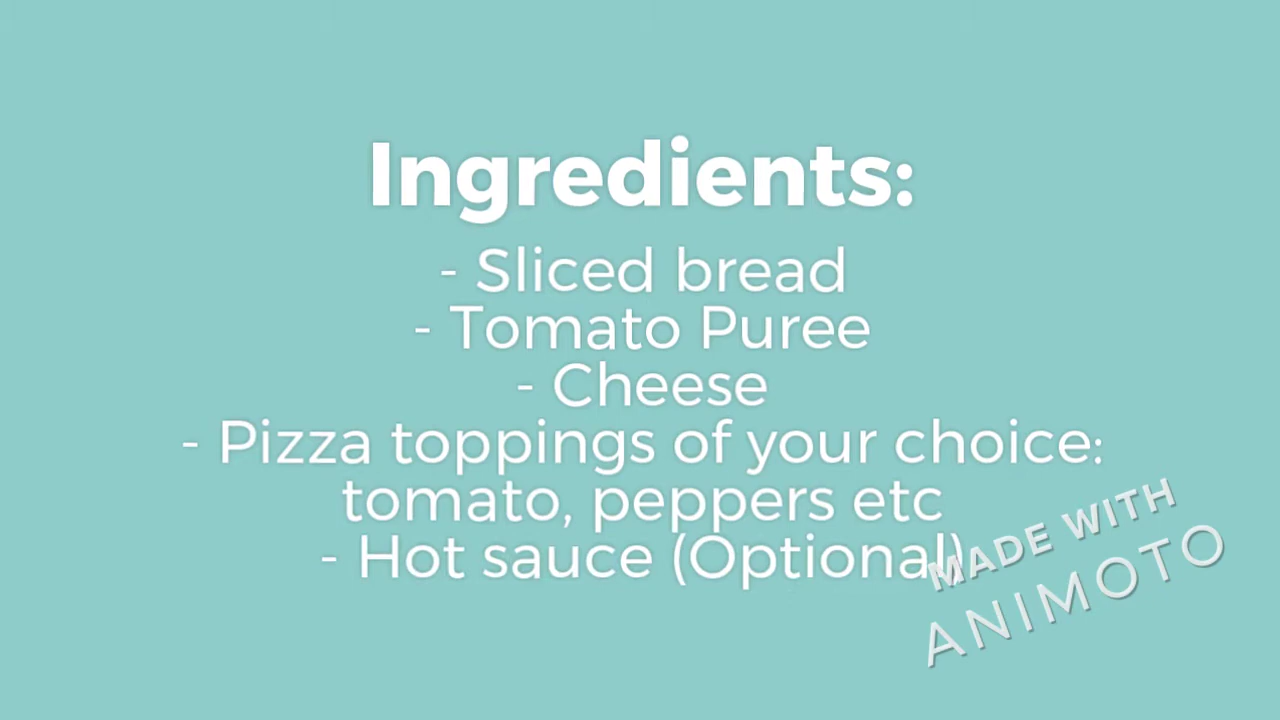 Ingredients:
- Sliced bread
- Tomato Puree
- Cheese
- Pizza toppings of your choice:
tomato, peppers etc
- Hot sauce (Optional)
MADE WITH
ANIMOTO